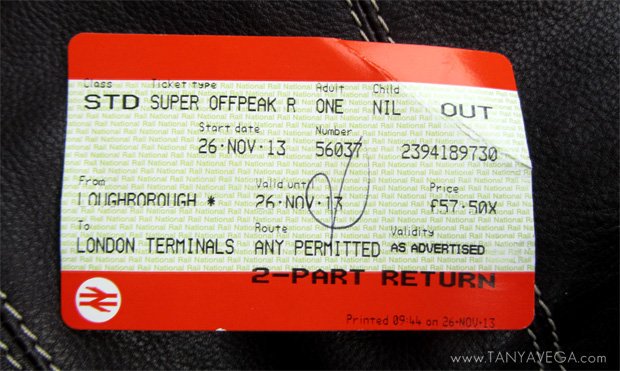 Class Ticket type Adult Child
STD SUPER OFFPEAK R ONE NIL OUT
Start date Number
26·NOV·13 56037 2394189730
From Valid until Price
LOUGHBOROUGH * 26·NOV·13 £57·50X
To Route Validity
LONDON TERMINALS ANY PERMITTED AS ADVERTISED
2-PART RETURN
Printed 09:44 on 26·NOV·13
www.TANYAVEGA.com